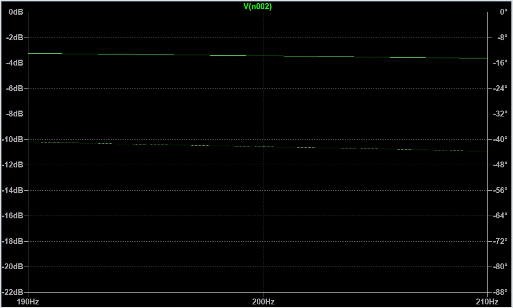 V(n002)
0dB 0°
-2dB -8°
-4dB -16°
-6dB -24°
-8dB -32°
-10dB -40°
-12dB -48°
-14dB -56°
-16dB -64°
-18dB -72°
-20dB -80°
-22dB -88°
190Hz 200Hz 210Hz